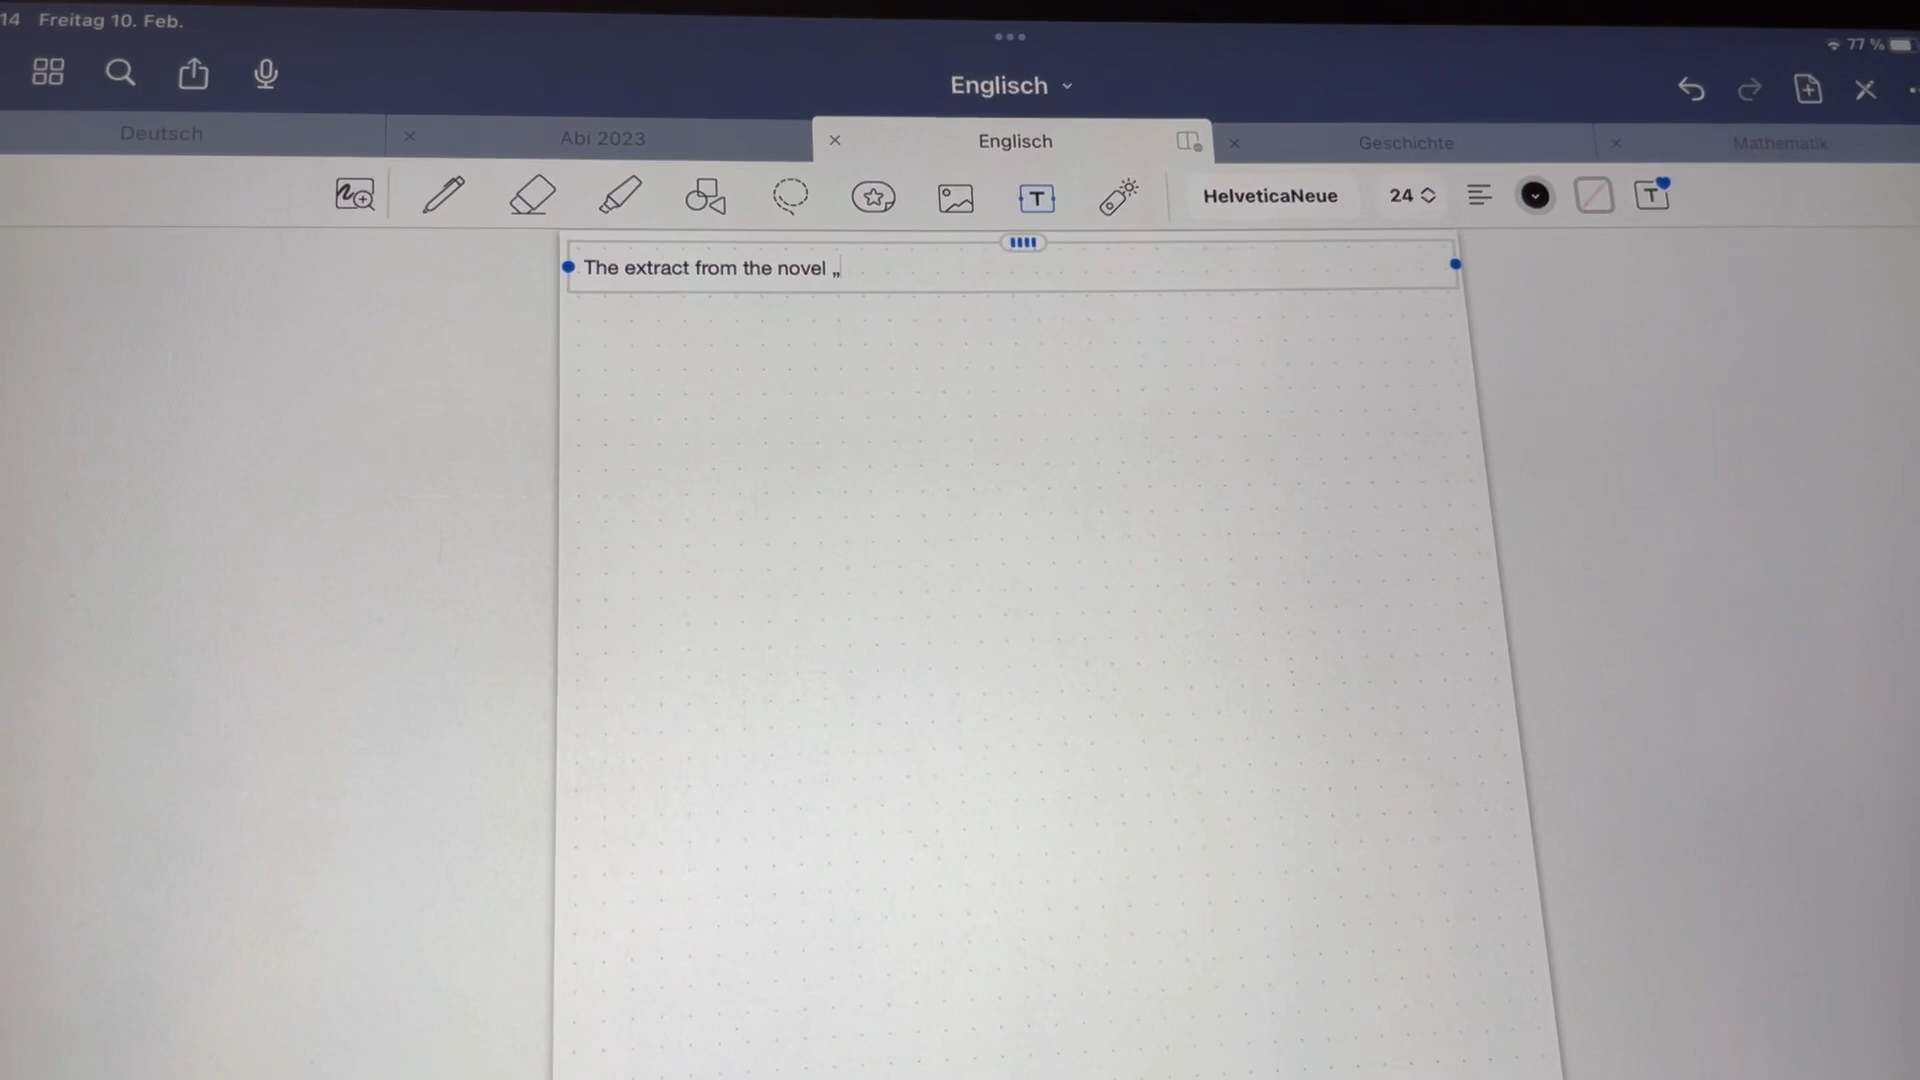 14 Freitag 10. Feb.
77 %
Englisch
Deutsch
Abi 2023
Englisch
Geschichte
Mathematik
HelveticaNeue
24
The extract from the novel „